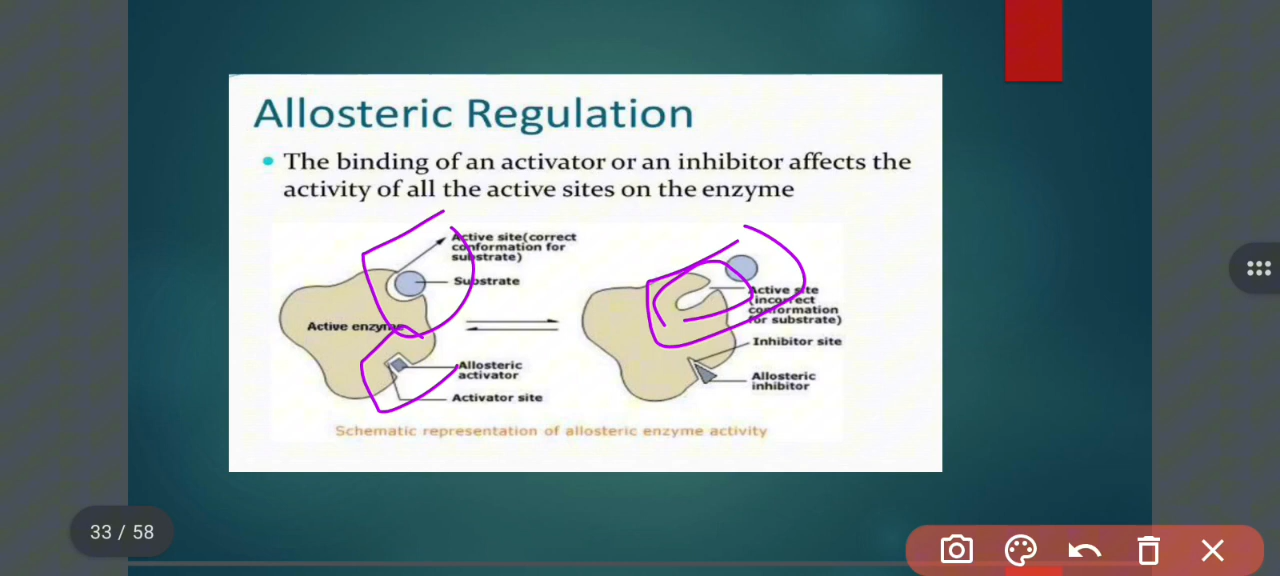 Allosteric Regulation
• The binding of an activator or an inhibitor affects the
activity of all the active sites on the enzyme
Active site(correct
conformation for
substrate)
Substrate
Active enzyme
Allosteric
activator
Activator site
Active site
(incorrect
conformation
for substrate)
Inhibitor site
Allosteric
inhibitor
Schematic representation of allosteric enzyme activity
33 / 58